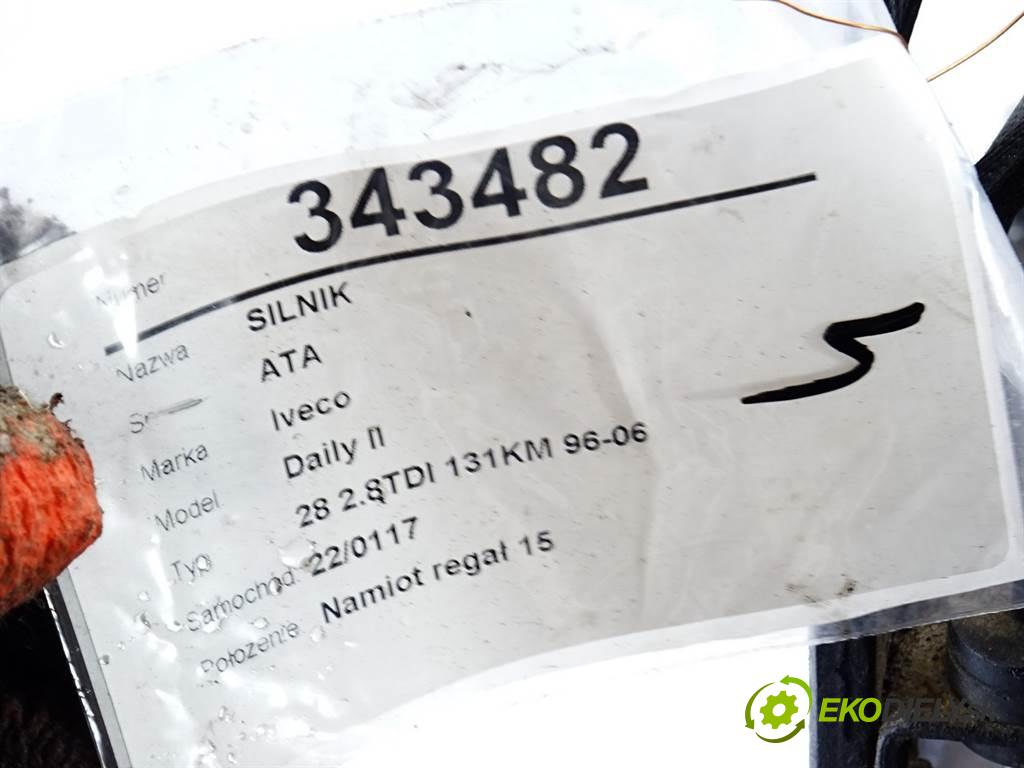 Numer 343482
Nazwa SILNIK
ATA
Marka Iveco
Model Daily II
Typ 28 2.8TDI 131KM 96-06
Samochód 22/0117
Położenie Namiot regał 15
5
EKODIE